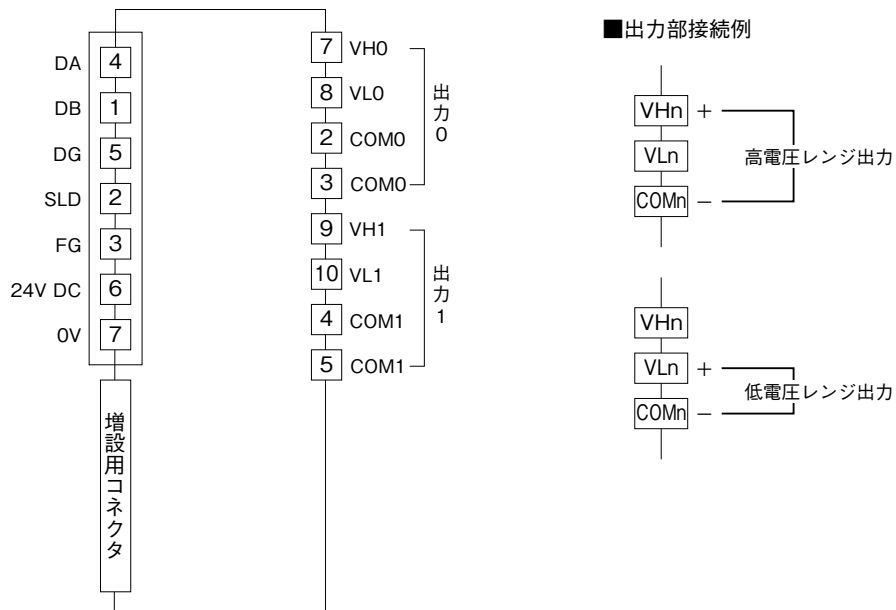 DA 4
DB 1
DG 5
SLD 2
FG 3
24V DC 6
0V 7
増設用コネクタ
7 VH0
8 VL0
2 COM0
3 COM0
出力0
9 VH1
10 VL1
4 COM1
5 COM1
出力1
■出力部接続例
VHn +
VLn
COMn −
高電圧レンジ出力
VHn
VLn +
COMn −
低電圧レンジ出力